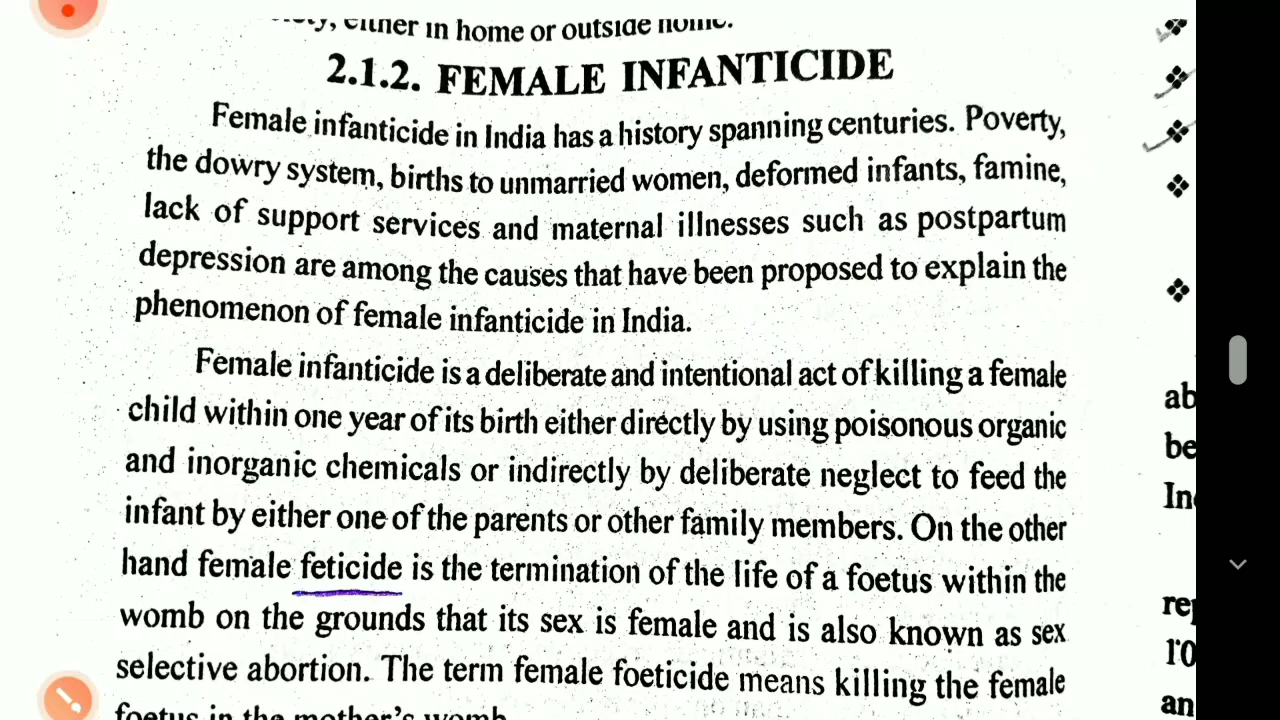 either in home or outside home.
2.1.2. FEMALE INFANTICIDE
Female infanticide in India has a history spanning centuries. Poverty,
the dowry system, births to unmarried women, deformed infants, famine,
lack of support services and maternal illnesses such as postpartum
depression are among the causes that have been proposed to explain the
phenomenon of female infanticide in India.
Female infanticide is a deliberate and intentional act of killing a female
child within one year of its birth either directly by using poisonous organic
and inorganic chemicals or indirectly by deliberate neglect to feed the
infant by either one of the parents or other family members. On the other
hand female feticide is the termination of the life of a foetus within the
womb on the grounds that its sex is female and is also known as sex
selective abortion. The term female foeticide means killing the female
foetus in the mother's womb
ab
be
an